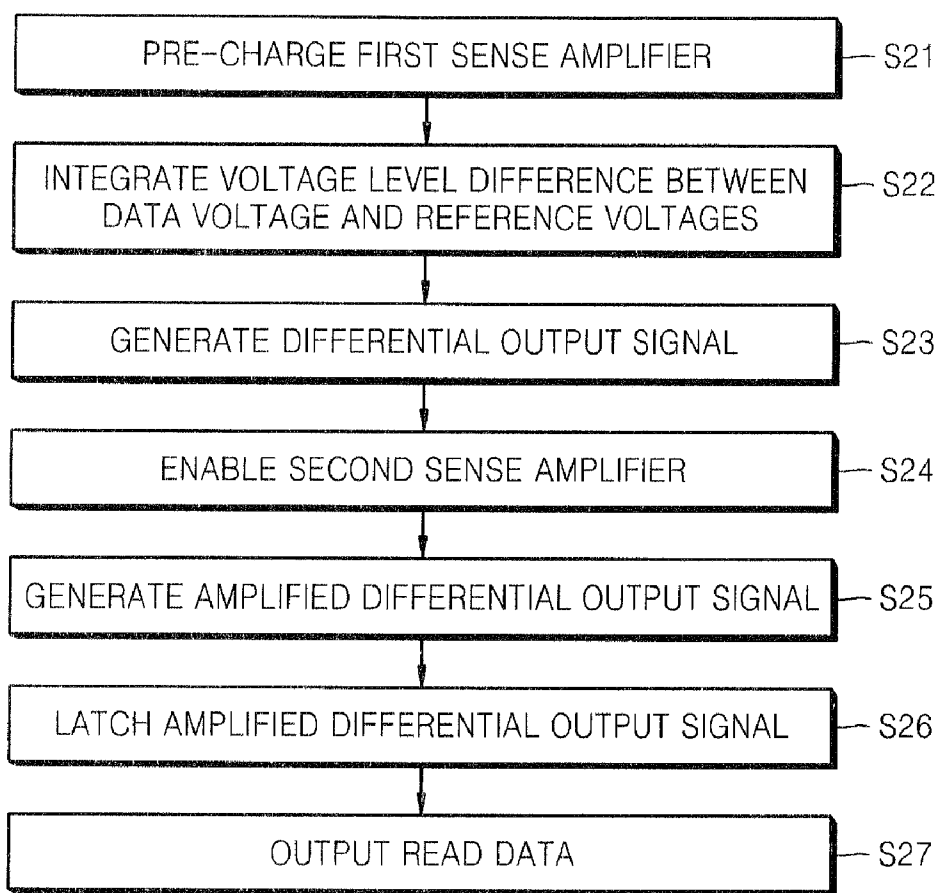 PRE-CHARGE FIRST SENSE AMPLIFIER S21
INTEGRATE VOLTAGE LEVEL DIFFERENCE BETWEEN
DATA VOLTAGE AND REFERENCE VOLTAGES S22
GENERATE DIFFERENTIAL OUTPUT SIGNAL S23
ENABLE SECOND SENSE AMPLIFIER S24
GENERATE AMPLIFIED DIFFERENTIAL OUTPUT SIGNAL S25
LATCH AMPLIFIED DIFFERENTIAL OUTPUT SIGNAL S26
OUTPUT READ DATA S27